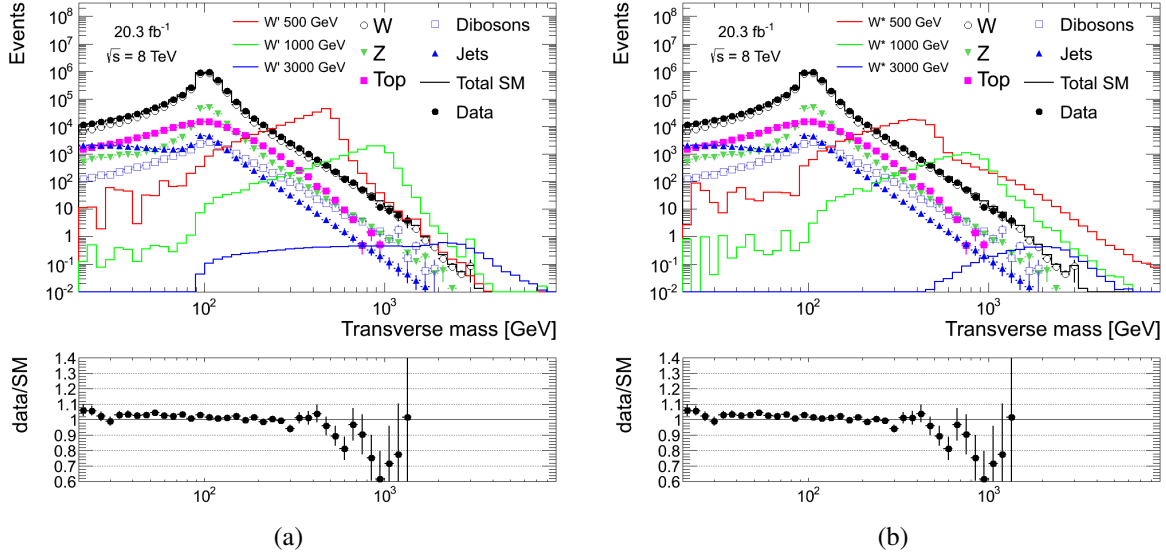 Events
10⁸
10⁷
10⁶
10⁵
10⁴
10³
10²
10
1
10⁻¹
10⁻²
20.3 fb⁻¹
√s = 8 TeV
W' 500 GeV
W' 1000 GeV
W' 3000 GeV
W
Z
Top
Dibosons
Jets
Total SM
Data
10² 10³
Transverse mass [GeV]
data/SM
1.4
1.3
1.2
1.1
1
0.9
0.8
0.7
0.6
10² 10³
(a)
Events
10⁸
10⁷
10⁶
10⁵
10⁴
10³
10²
10
1
10⁻¹
10⁻²
20.3 fb⁻¹
√s = 8 TeV
W* 500 GeV
W* 1000 GeV
W* 3000 GeV
W
Z
Top
Dibosons
Jets
Total SM
Data
10² 10³
Transverse mass [GeV]
data/SM
1.4
1.3
1.2
1.1
1
0.9
0.8
0.7
0.6
10² 10³
(b)